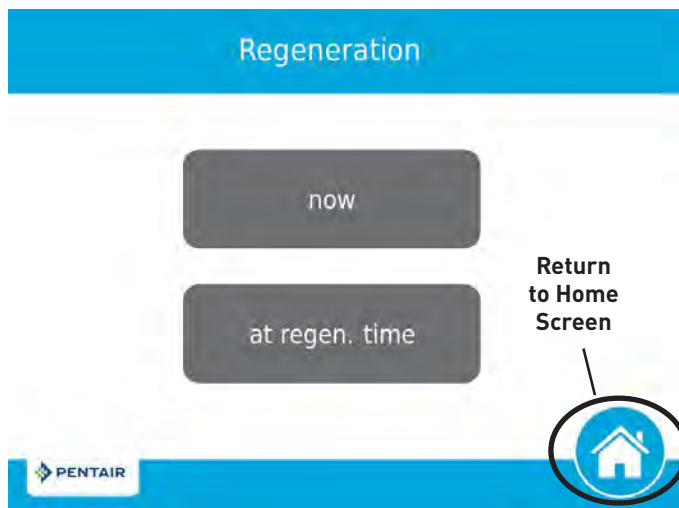 Regeneration
now
at regen. time
Return
to Home
Screen
PENTAIR